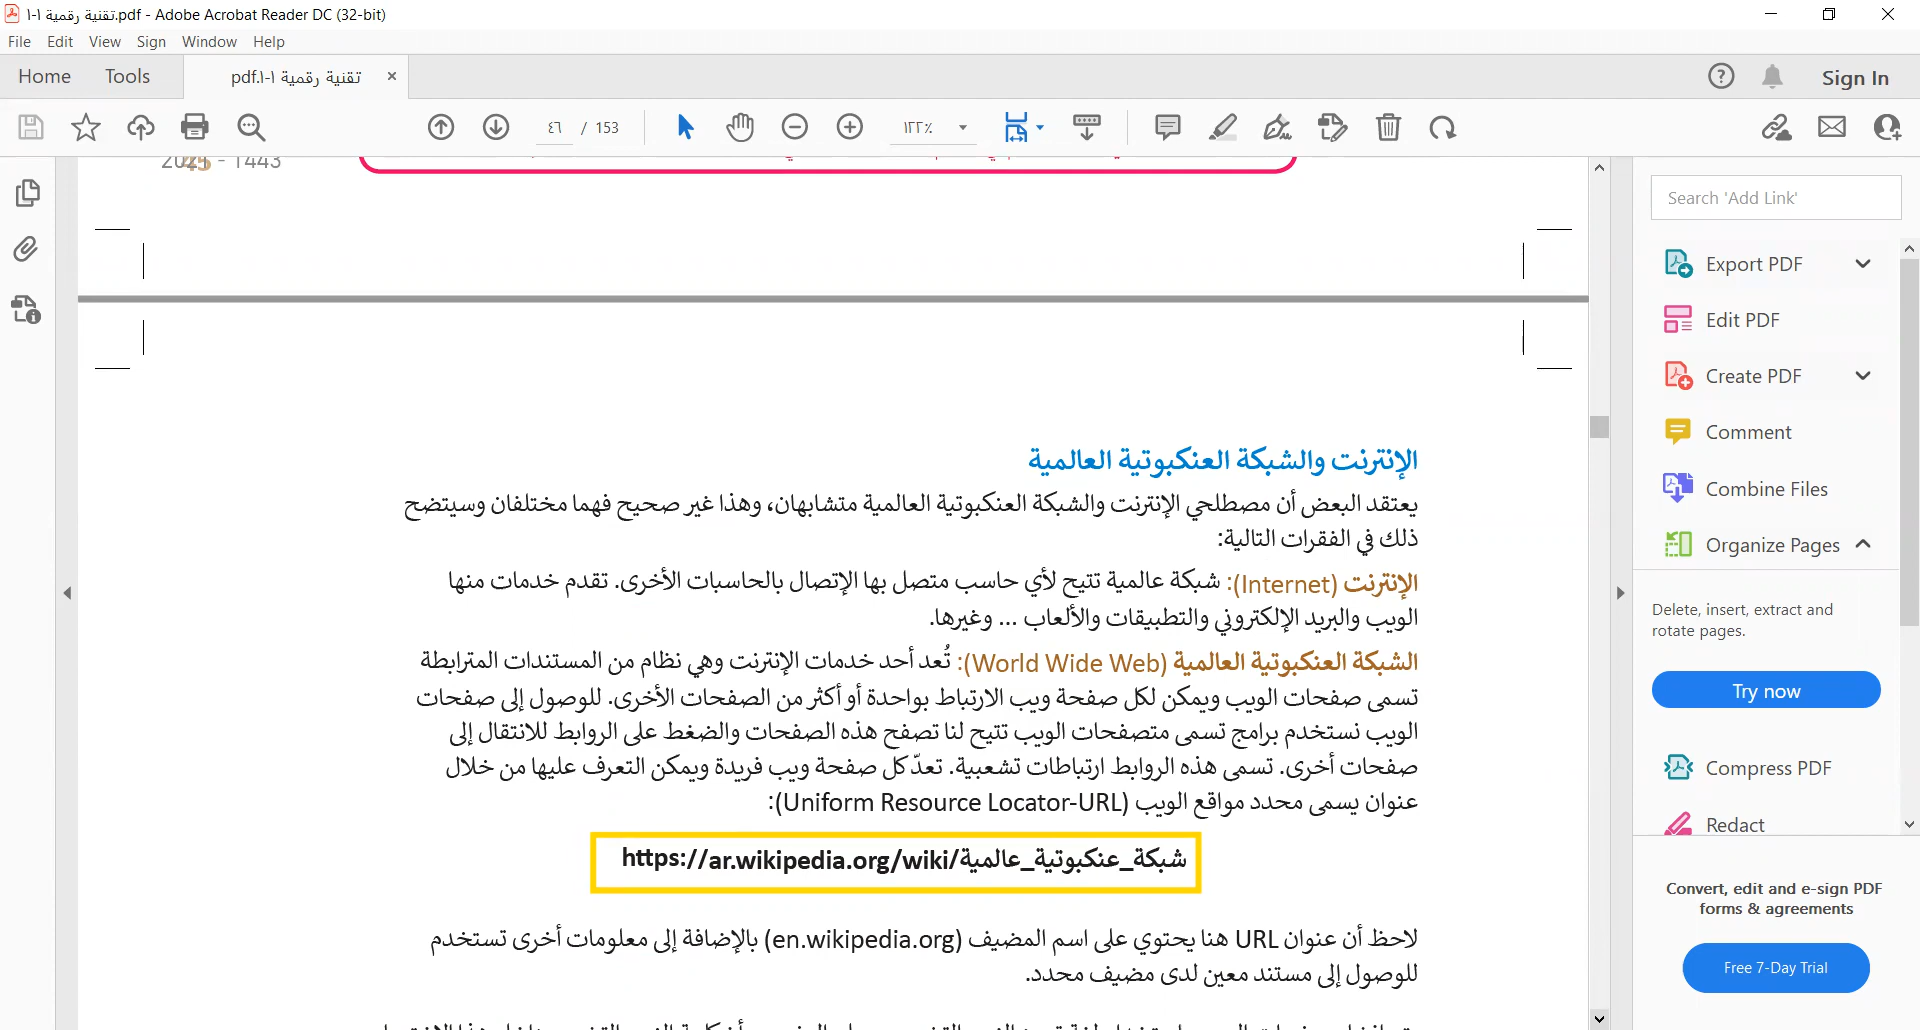 تقنية رقمية ١-١.pdf - Adobe Acrobat Reader DC (32-bit)
File Edit View Sign Window Help
Home Tools تقنية رقمية ١-١.pdf Sign In
٤٦ / 153 ١٢٢٪
- 1443
الإنترنت والشبكة العنكبوتية العالمية
يعتقد البعض أن مصطلحي الإنترنت والشبكة العنكبوتية العالمية متشابهان، وهذا غير صحيح فهما مختلفان وسيتضح
ذلك في الفقرات التالية:
الإنترنت (Internet): شبكة عالمية تتيح لأي حاسب متصل بها الإتصال بالحاسبات الأخرى. تقدم خدمات منها
الويب والبريد الإلكتروني والتطبيقات والألعاب ... وغيرها.
الشبكة العنكبوتية العالمية (World Wide Web): تُعد أحد خدمات الإنترنت وهي نظام من المستندات المترابطة
تسمى صفحات الويب ويمكن لكل صفحة ويب الارتباط بواحدة أو أكثر من الصفحات الأخرى. للوصول إلى صفحات
الويب نستخدم برامج تسمى متصفحات الويب تتيح لنا تصفح هذه الصفحات والضغط على الروابط للانتقال إلى
صفحات أخرى. تسمى هذه الروابط ارتباطات تشعبية. تعدّ كل صفحة ويب فريدة ويمكن التعرف عليها من خلال
عنوان يسمى محدد مواقع الويب (Uniform Resource Locator-URL):
https://ar.wikipedia.org/wiki/شبكة_عنكبوتية_عالمية
لاحظ أن عنوان URL هنا يحتوي على اسم المضيف (en.wikipedia.org) بالإضافة إلى معلومات أخرى تستخدم
للوصول إلى مستند معين لدى مضيف محدد.
Search 'Add Link'
Export PDF
Edit PDF
Create PDF
Comment
Combine Files
Organize Pages
Delete, insert, extract and
rotate pages.
Try now
Compress PDF
Redact
Convert, edit and e-sign PDF
forms & agreements
Free 7-Day Trial